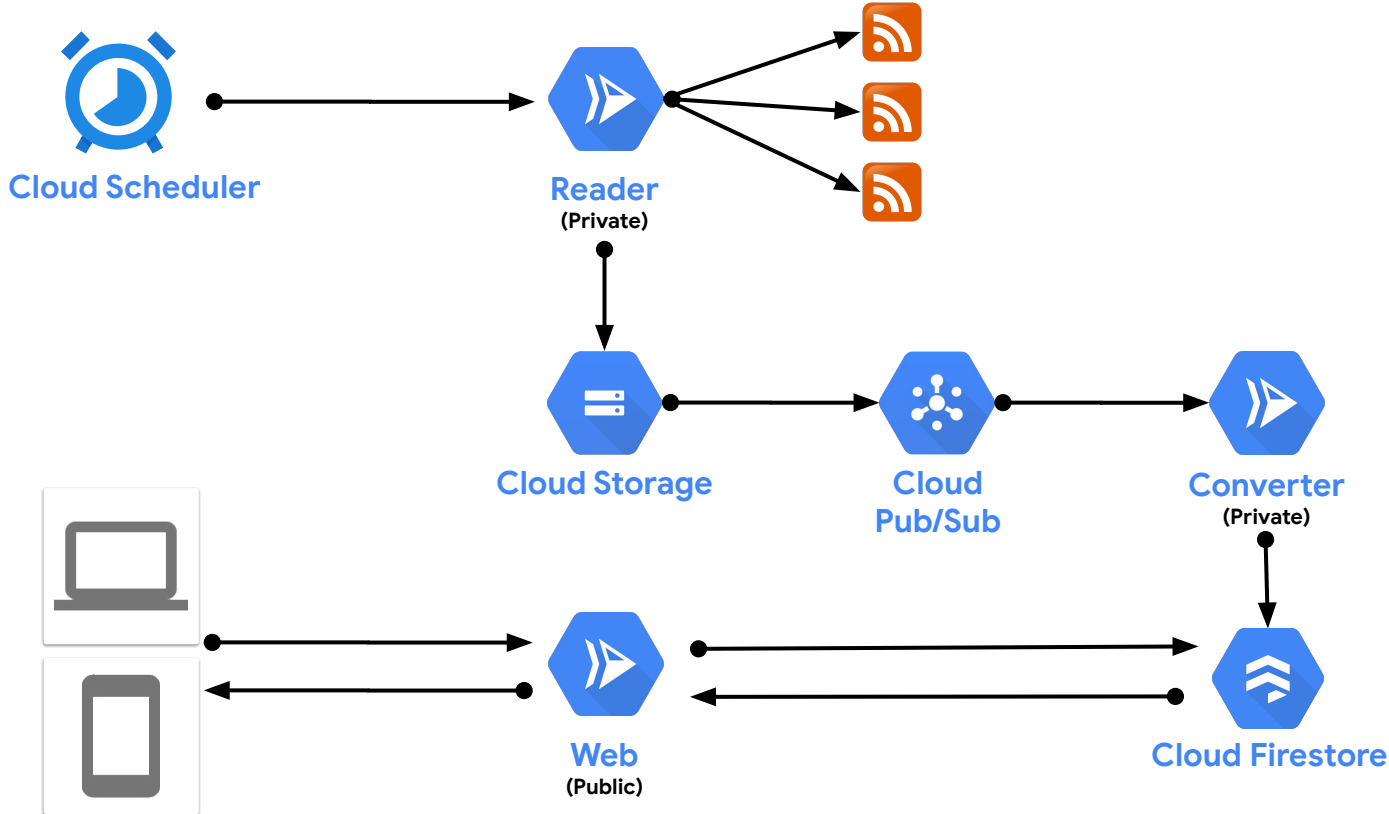 Cloud Scheduler
Reader
(Private)
Cloud Storage
Cloud
Pub/Sub
Converter
(Private)
Web
(Public)
Cloud Firestore